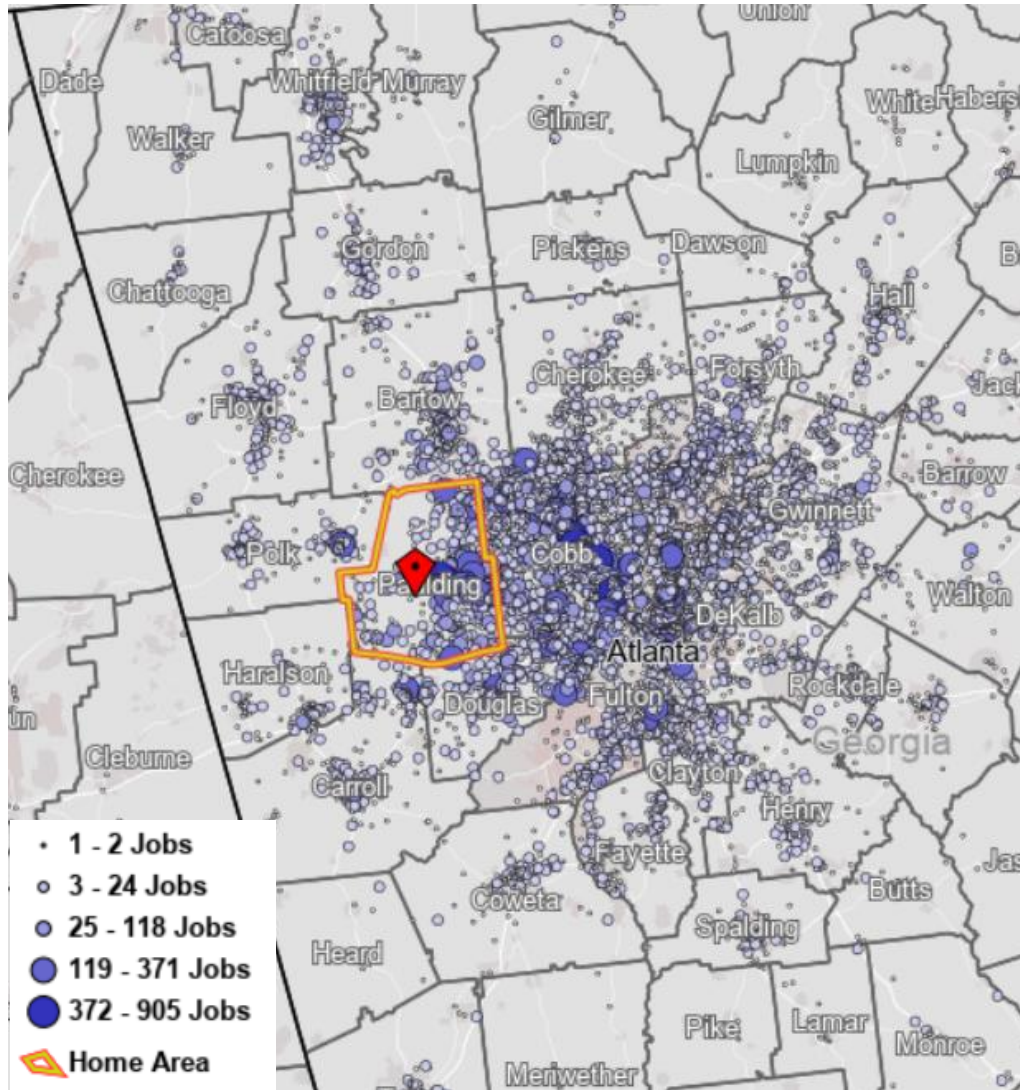 Union
Catoosa
Dade
Whitfield
Murray
White
Habersh
Gilmer
Walker
Lumpkin
Gordon
Pickens
Dawson
Chattooga
Hall
Cherokee
Forsyth
Jack
Bartow
Floyd
Cherokee
Barrow
Gwinnett
Polk
Cobb
Paulding
Walton
DeKalb
Atlanta
Haralson
Rockdale
Douglas
Fulton
Georgia
Cleburne
Clayton
Carroll
Henry
Fayette
Jas
Coweta
Butts
Spalding
Heard
Pike
Lamar
Monroe
Meriwether
1 - 2 Jobs
3 - 24 Jobs
25 - 118 Jobs
119 - 371 Jobs
372 - 905 Jobs
Home Area